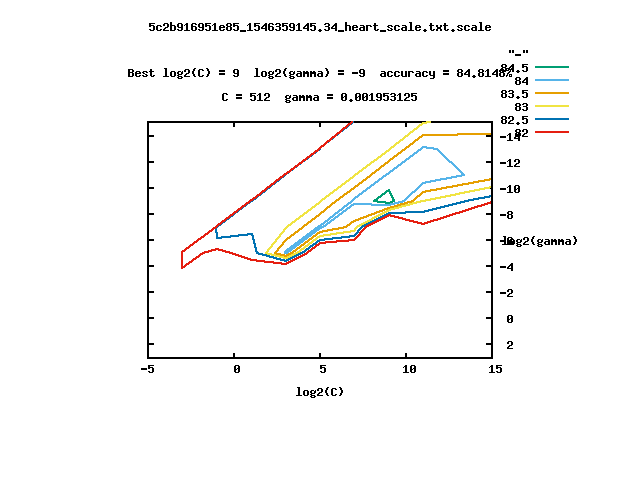 5c2b916951e85_1546359145.34_heart_scale.txt.scale
"-"
Best log2(C) = 9 log2(gamma) = -9 accuracy = 84.8148%
84.5
84
C = 512 gamma = 0.001953125
83.5
83
82.5
82
-14
-12
-10
-8
-6
log2(gamma)
-4
-2
0
2
-5 0 5 10 15
log2(C)